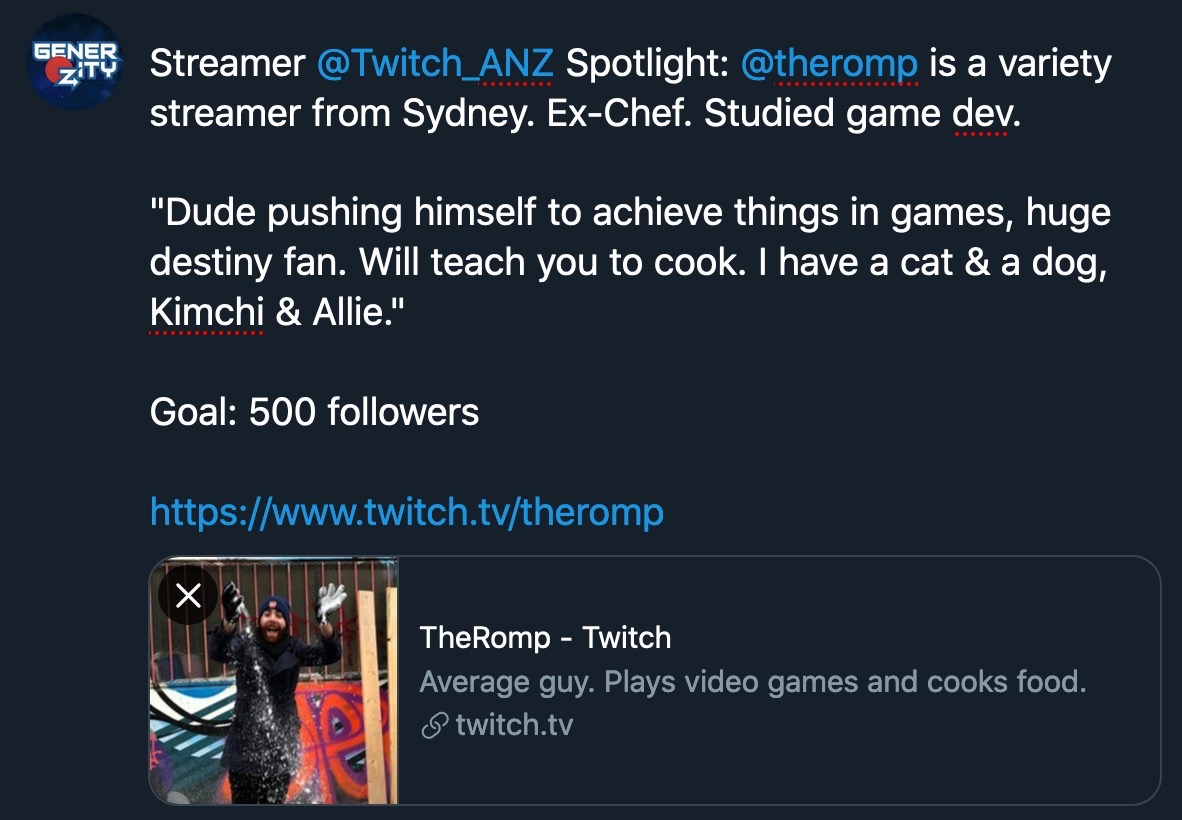 GENER
ZITY
Streamer @Twitch_ANZ Spotlight: @theromp is a variety
streamer from Sydney. Ex-Chef. Studied game dev.
"Dude pushing himself to achieve things in games, huge
destiny fan. Will teach you to cook. I have a cat & a dog,
Kimchi & Allie."
Goal: 500 followers
https://www.twitch.tv/theromp
TheRomp - Twitch
Average guy. Plays video games and cooks food.
twitch.tv